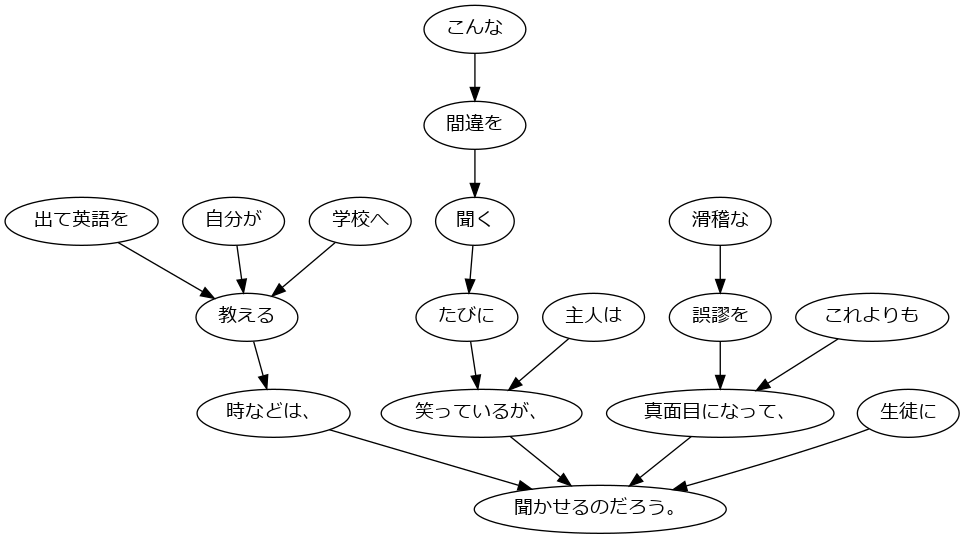 こんな
間違を
出て英語を 自分が 学校へ 聞く 滑稽な
教える たびに 主人は 誤謬を これよりも
時などは、 笑っているが、 真面目になって、 生徒に
聞かせるのだろう。